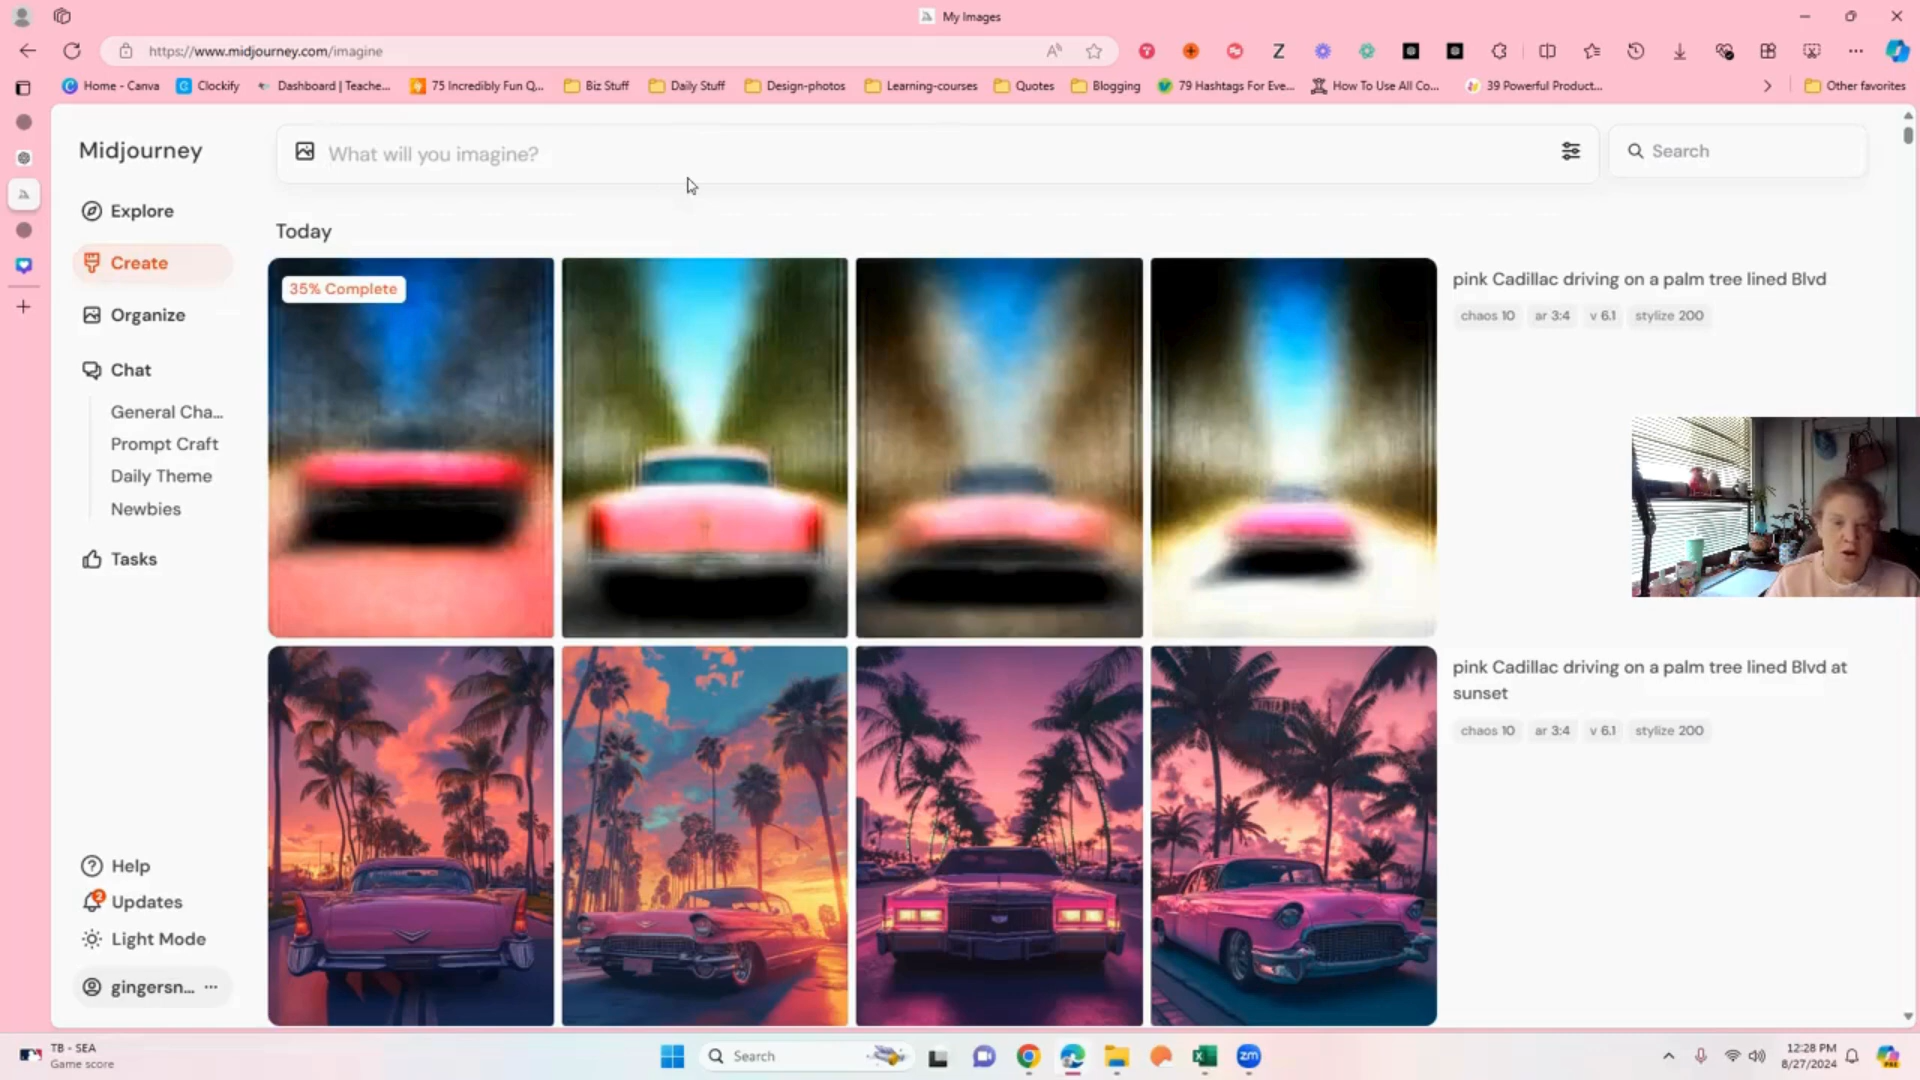 My Images
https://www.midjourney.com/imagine
Home - Canva
Clockify
Dashboard | Teache...
75 Incredibly Fun Q...
Biz Stuff
Daily Stuff
Design-photos
Learning-courses
Quotes
Blogging
79 Hashtags For Eve...
How To Use All Co...
39 Powerful Product...
Other favorites
Midjourney
What will you imagine?
Search
Explore
Create
Organize
Chat
General Cha...
Prompt Craft
Daily Theme
Newbies
Tasks
Help
2
Updates
Light Mode
gingersn...
Today
35% Complete
pink Cadillac driving on a palm tree lined Blvd
chaos 10 ar 3:4 v 6.1 stylize 200
pink Cadillac driving on a palm tree lined Blvd at
sunset
chaos 10 ar 3:4 v 6.1 stylize 200
TB - SEA
Game score
Search
zm
12:28 PM
8/27/2024